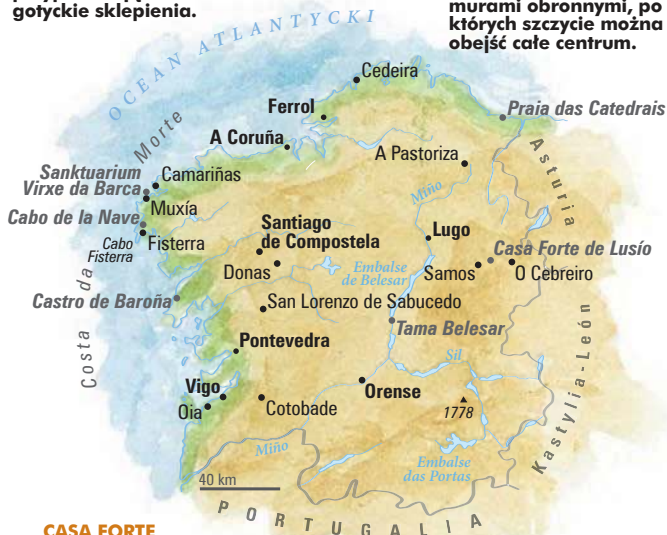 gotyckie sklepienia.
murami obronnymi, po
których szczycie można
obejść całe centrum.
OCEAN ATLANTYCKI
Cedeira
Ferrol
Praia das Catedrais
Morte
A Coruña
A Pastoriza
Asturia
Sanktuarium
Virxe da Barca
Camariñas
Miño
Muxía
Cabo de la Nave
Cabo
Fisterra
Fisterra
Santiago
de Compostela
Lugo
Casa Forte de Lusío
Donas
Embalse
de Belesar
Samos
O Cebreiro
Costa da
Castro de Baroña
San Lorenzo de Sabucedo
Tama Belesar
Pontevedra
Sil
Kastylia-León
Vigo
Orense
Oia
Cotobade
1778
Miño
Embalse
das Portas
40 km
PORTUGALIA
CASA FORTE